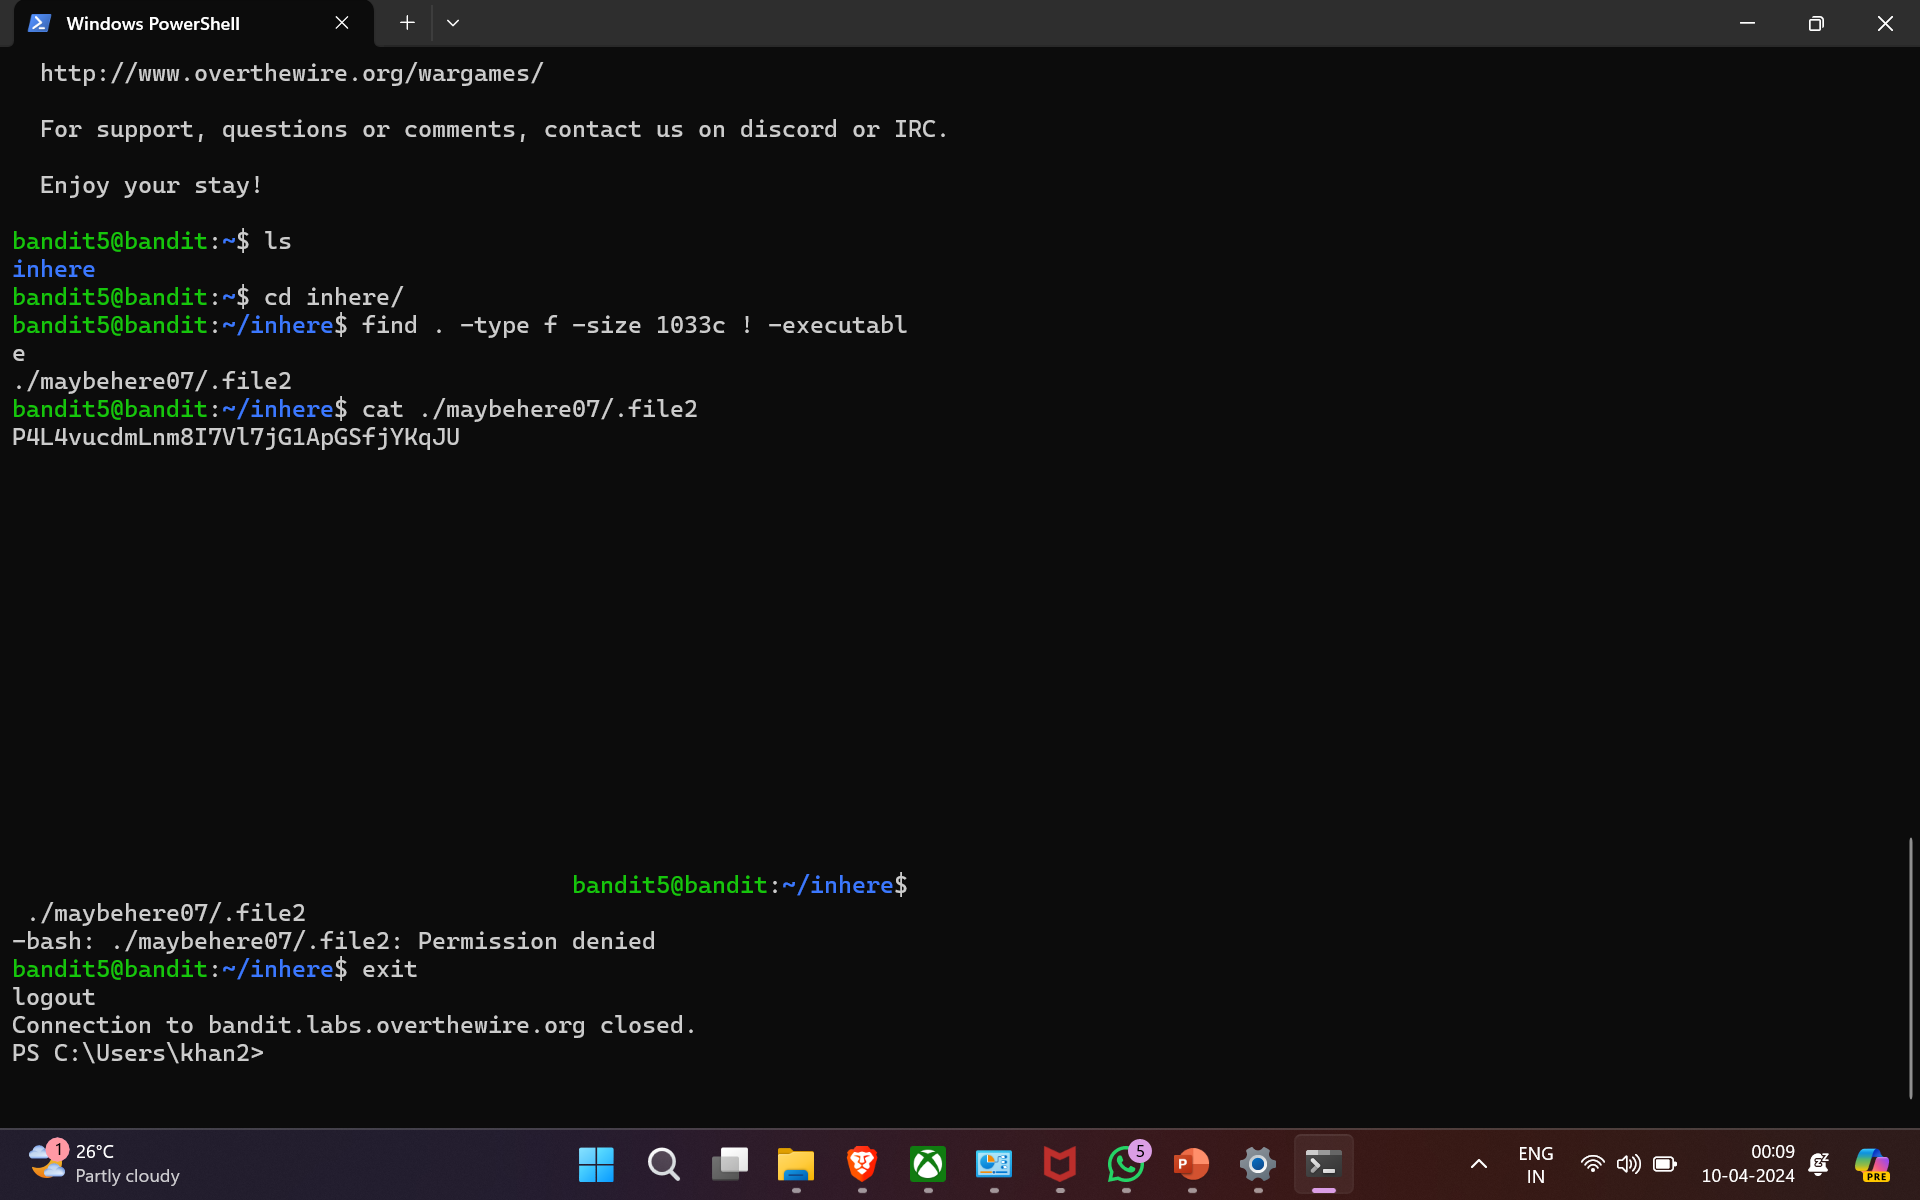 Windows PowerShell
http://www.overthewire.org/wargames/
For support, questions or comments, contact us on discord or IRC.
Enjoy your stay!
bandit5@bandit:~$ ls
inhere
bandit5@bandit:~$ cd inhere/
bandit5@bandit:~/inhere$ find . -type f -size 1033c ! -executabl
e
./maybehere07/.file2
bandit5@bandit:~/inhere$ cat ./maybehere07/.file2
P4L4vucdmLnm8I7Vl7jG1ApGSfjYKqJU
bandit5@bandit:~/inhere$
./maybehere07/.file2
-bash: ./maybehere07/.file2: Permission denied
bandit5@bandit:~/inhere$ exit
logout
Connection to bandit.labs.overthewire.org closed.
PS C:\Users\khan2>
1
26°C
Partly cloudy
5
P
ENG
IN
00:09
10-04-2024
PRE